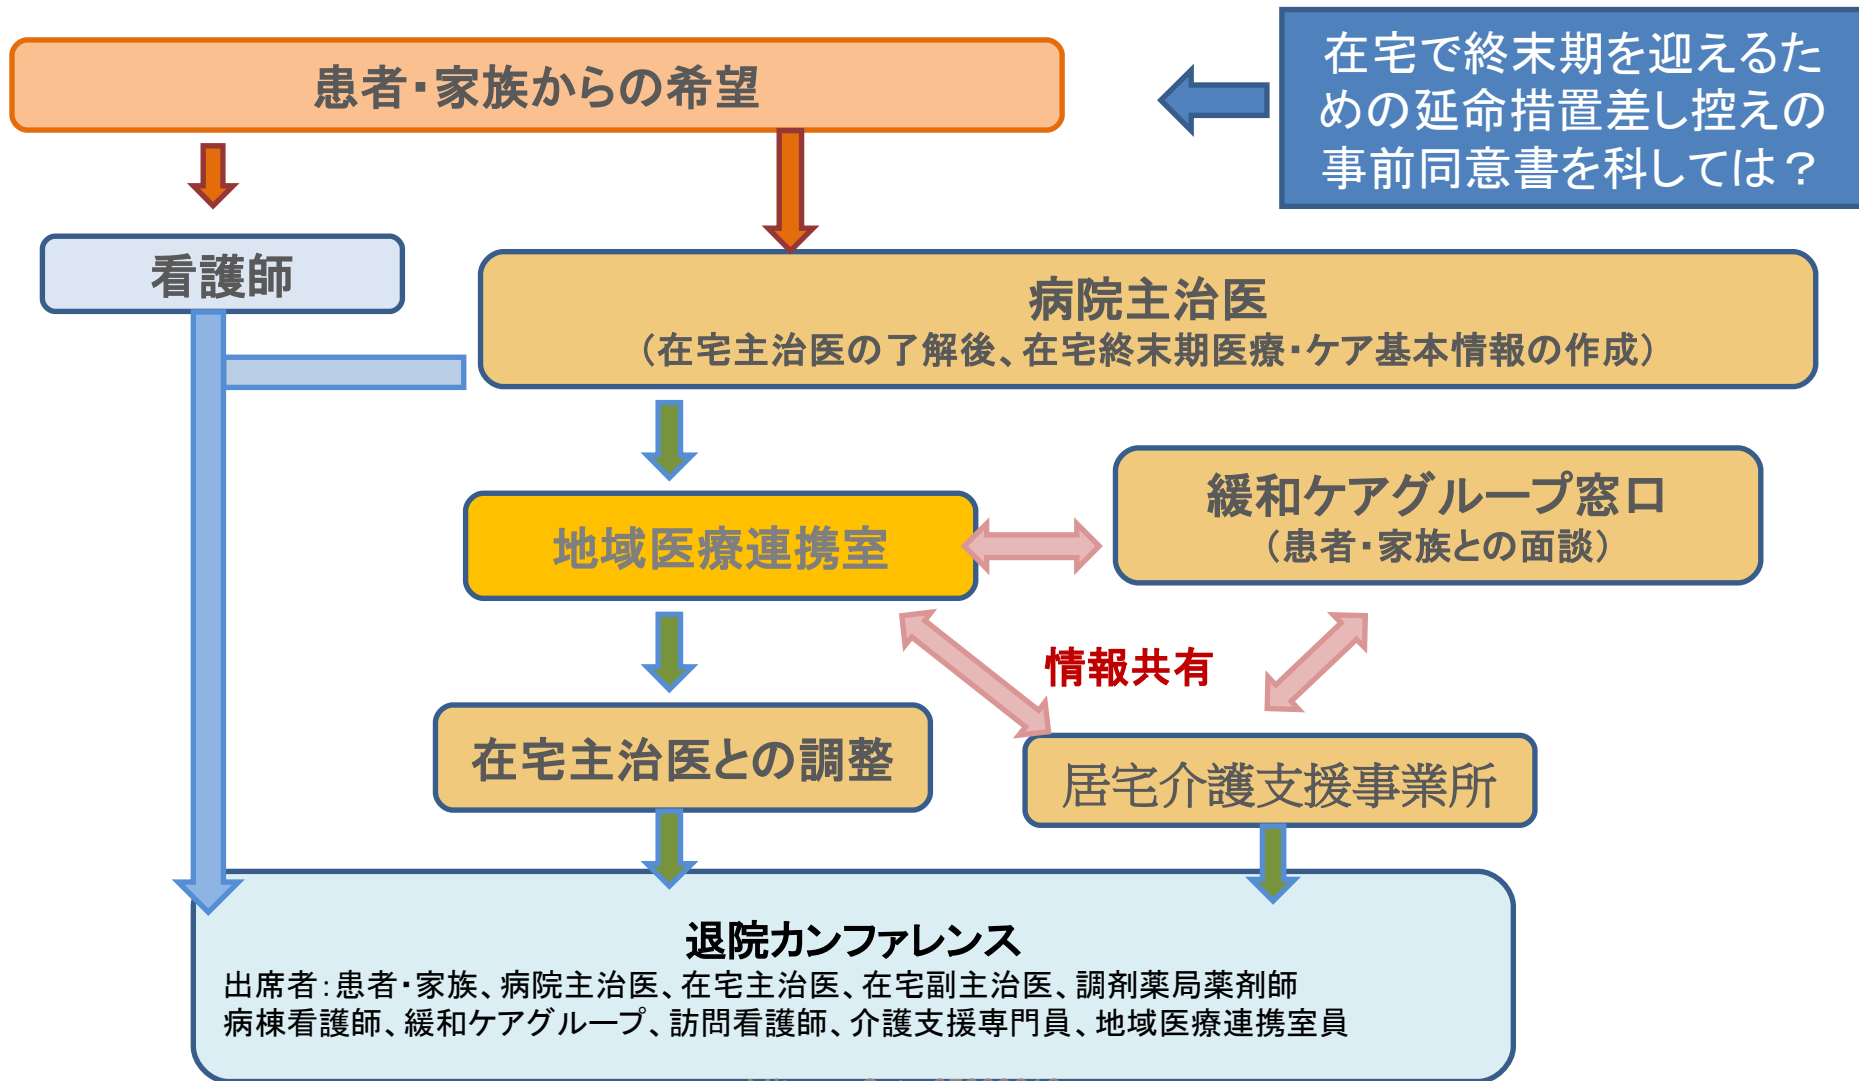 患者・家族からの希望
在宅で終末期を迎えるた
めの延命措置差し控えの
事前同意書を科しては？
看護師
病院主治医
（在宅主治医の了解後、在宅終末期医療・ケア基本情報の作成）
地域医療連携室
緩和ケアグループ窓口
（患者・家族との面談）
情報共有
在宅主治医との調整
居宅介護支援事業所
退院カンファレンス
出席者：患者・家族、病院主治医、在宅主治医、在宅副主治医、調剤薬局薬剤師
病棟看護師、緩和ケアグループ、訪問看護師、介護支援専門員、地域医療連携室員